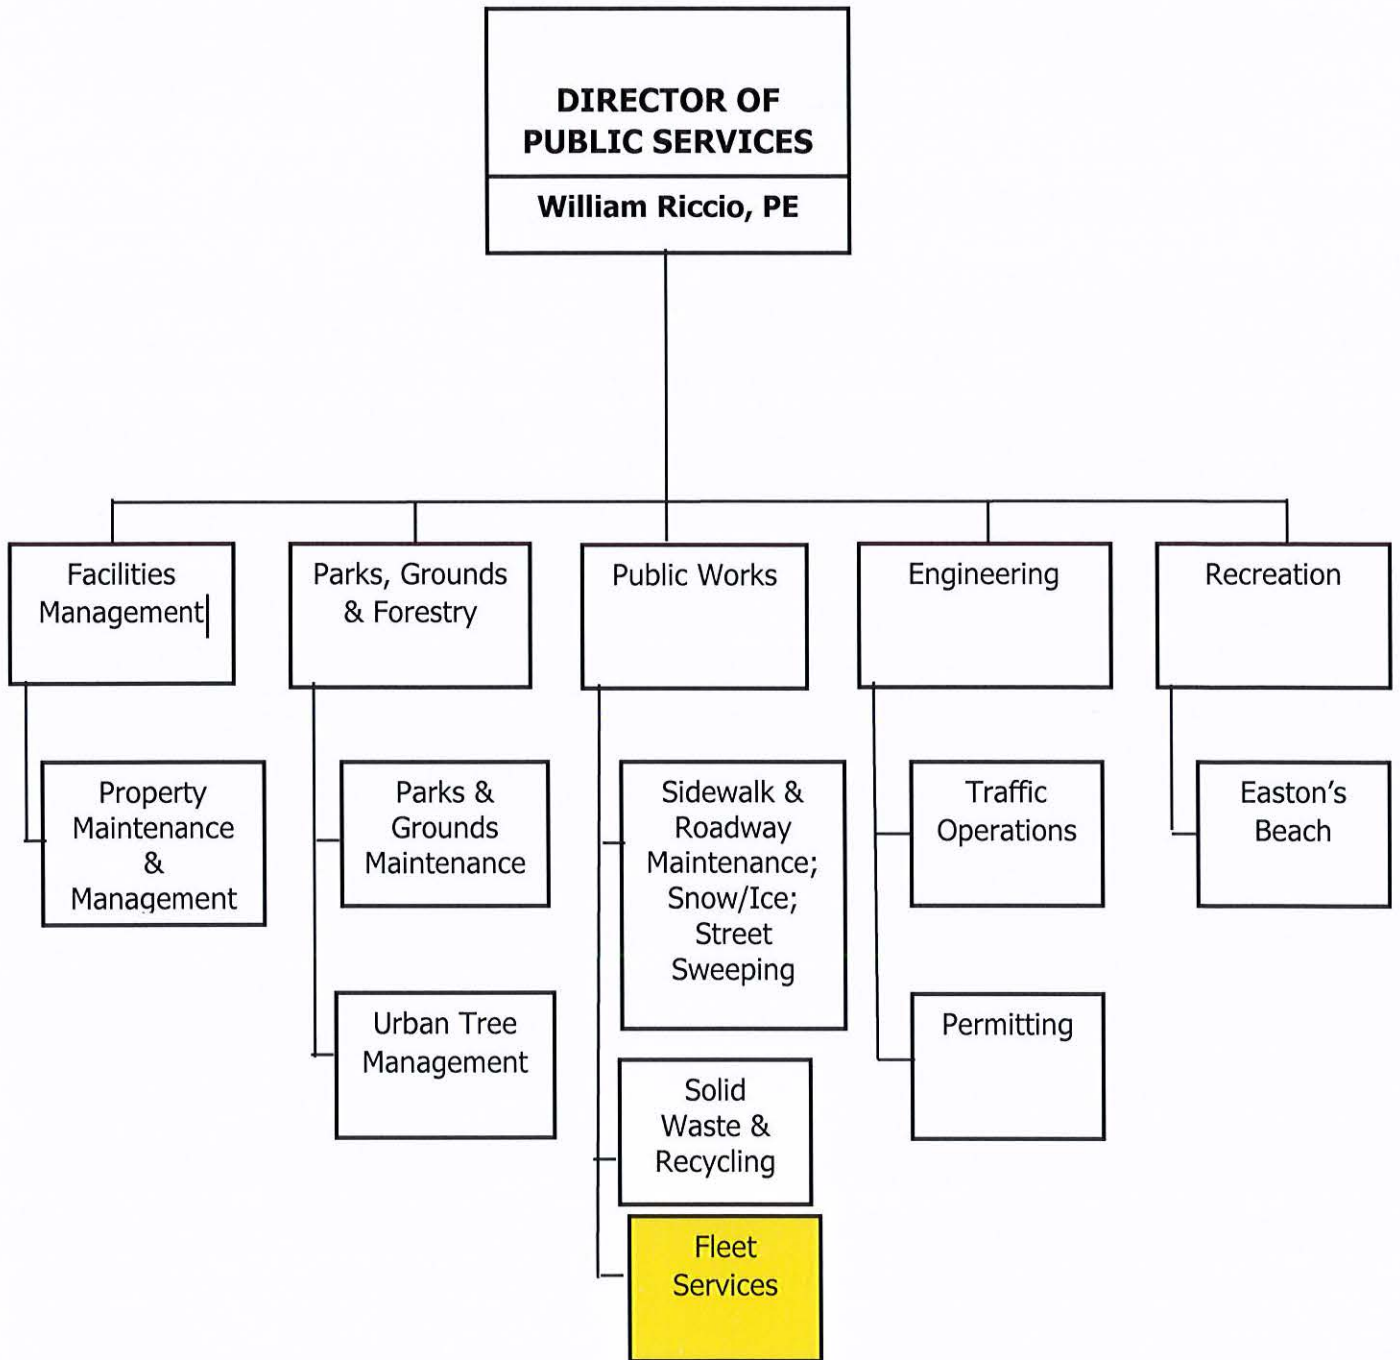 DIRECTOR OF
PUBLIC SERVICES
William Riccio, PE
Facilities
Management
Parks, Grounds
& Forestry
Public Works
Engineering
Recreation
Property
Maintenance
&
Management
Parks &
Grounds
Maintenance
Sidewalk &
Roadway
Maintenance;
Snow/Ice;
Street
Sweeping
Traffic
Operations
Easton's
Beach
Urban Tree
Management
Permitting
Solid
Waste &
Recycling
Fleet
Services